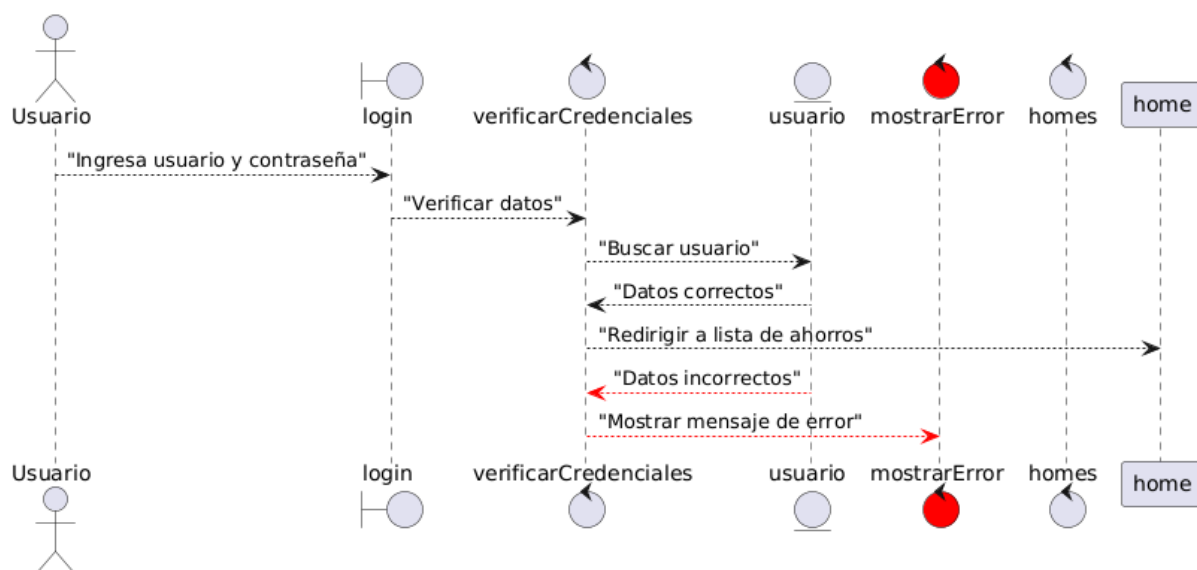 Usuario login verificarCredenciales usuario mostrarError homes home
"Ingresa usuario y contraseña"
"Verificar datos"
"Buscar usuario"
"Datos correctos"
"Redirigir a lista de ahorros"
"Datos incorrectos"
"Mostrar mensaje de error"
Usuario login verificarCredenciales usuario mostrarError homes home